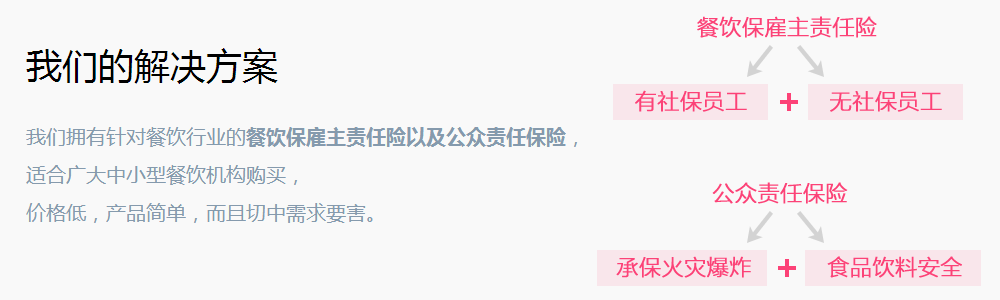 我们的解决方案
我们拥有针对餐饮行业的餐饮保雇主责任险以及公众责任保险，
适合广大中小型餐饮机构购买，
价格低，产品简单，而且切中需求要害。
餐饮保雇主责任险
有社保员工 + 无社保员工
公众责任保险
承保火灾爆炸 + 食品饮料安全